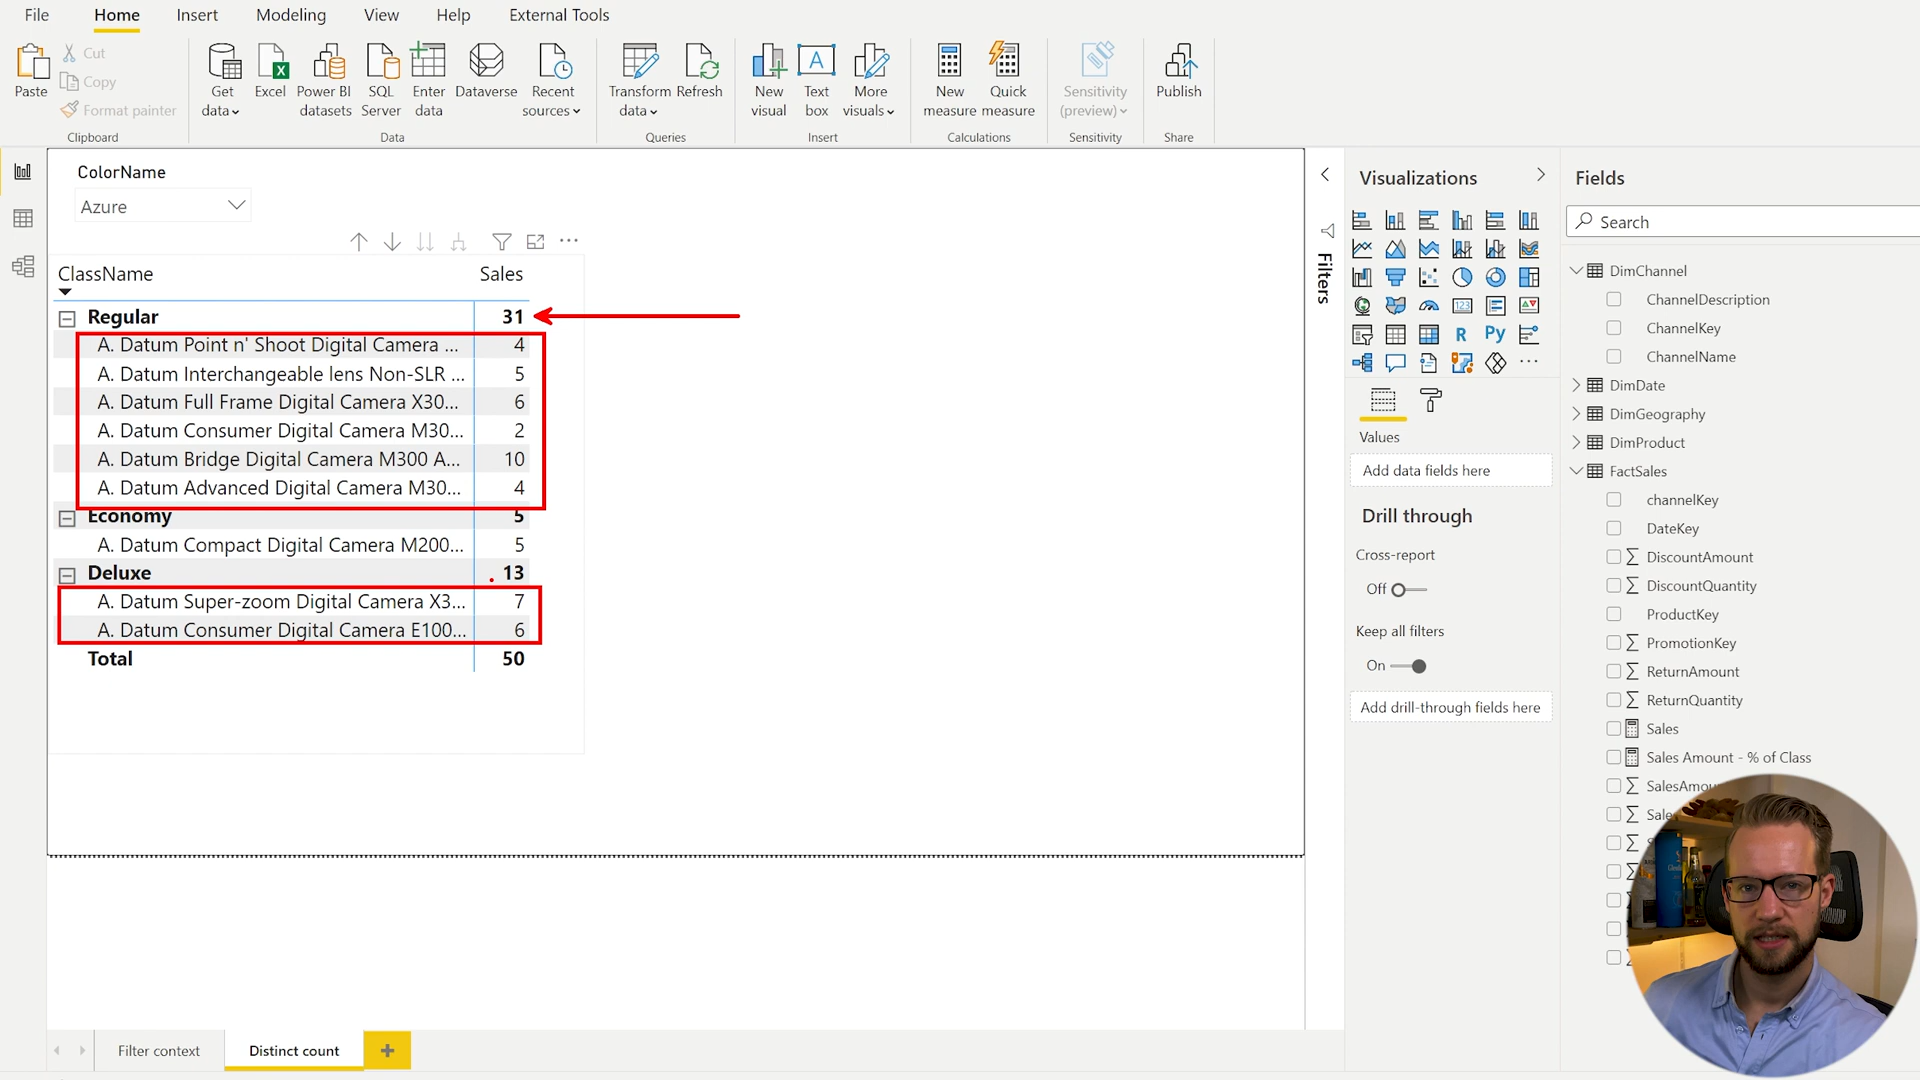 File Home Insert Modeling View Help External Tools
Paste
Cut
Copy
Format painter
Clipboard
Get data
Excel
Power BI datasets
SQL Server
Enter data
Dataverse
Recent sources
Data
Transform data
Refresh
Queries
New visual
Text box
More visuals
Insert
New measure
Quick measure
Calculations
Sensitivity (preview)
Sensitivity
Publish
Share
ColorName
Azure
ClassName Sales
Regular 31
A. Datum Point n' Shoot Digital Camera ... 4
A. Datum Interchangeable lens Non-SLR ... 5
A. Datum Full Frame Digital Camera X30... 6
A. Datum Consumer Digital Camera M30... 2
A. Datum Bridge Digital Camera M300 A... 10
A. Datum Advanced Digital Camera M30... 4
Economy 5
A. Datum Compact Digital Camera M200... 5
Deluxe 13
A. Datum Super-zoom Digital Camera X3... 7
A. Datum Consumer Digital Camera E100... 6
Total 50
Filters
Visualizations
123
R
Py
Values
Add data fields here
Drill through
Cross-report
Off
Keep all filters
On
Add drill-through fields here
Fields
Search
DimChannel
ChannelDescription
ChannelKey
ChannelName
DimDate
DimGeography
DimProduct
FactSales
channelKey
DateKey
DiscountAmount
DiscountQuantity
ProductKey
PromotionKey
ReturnAmount
ReturnQuantity
Sales
Sales Amount - % of Class
Filter context
Distinct count